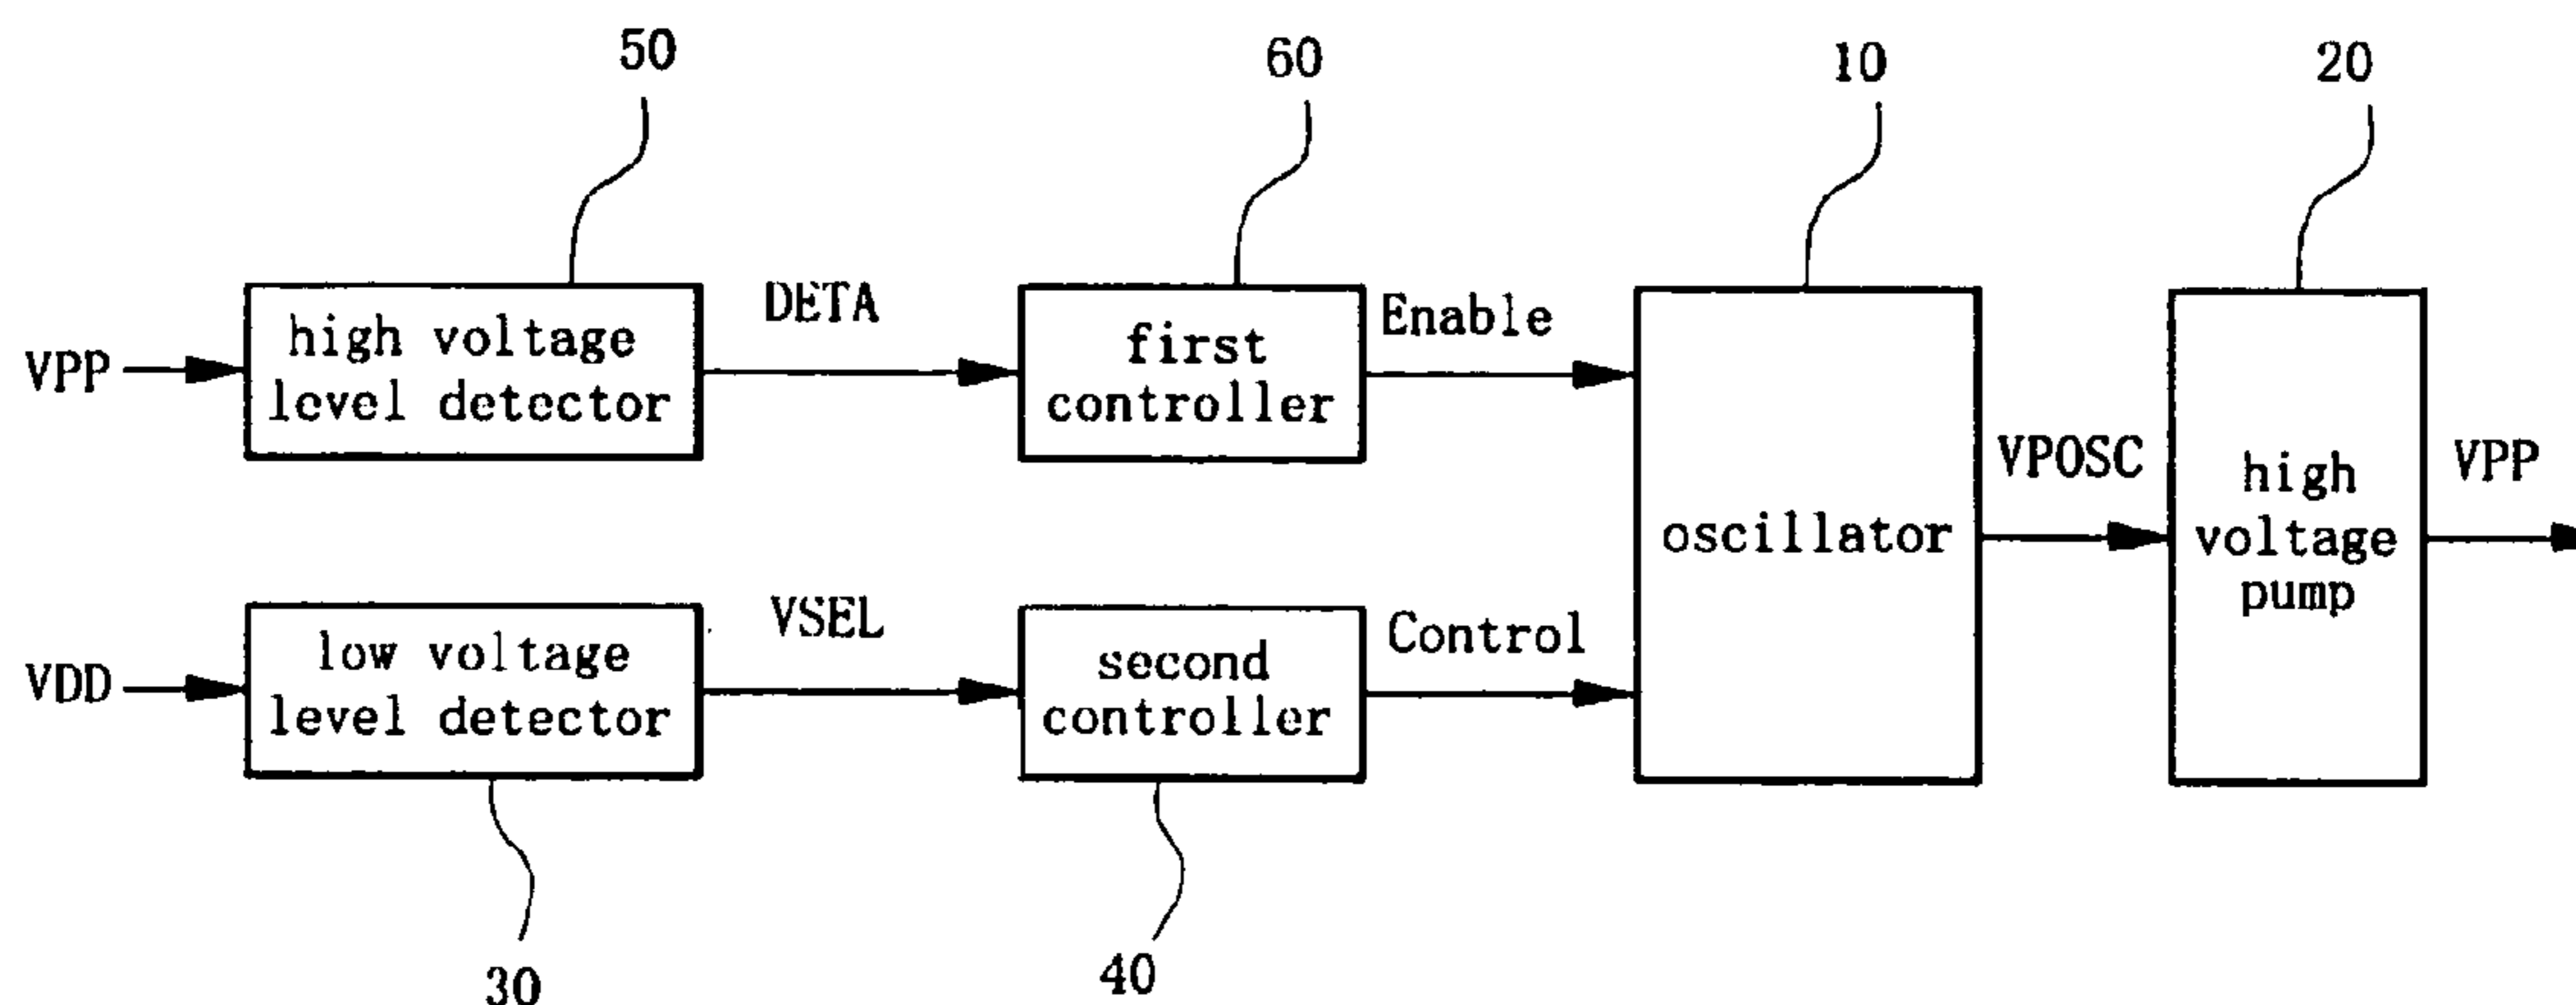 50
60
10
20
VPP
high voltage
level detector
DETA
first
controller
Enable
oscillator
VPOSC
high
voltage
pump
VPP
VDD
low voltage
level detector
VSEL
second
controller
Control
30
40